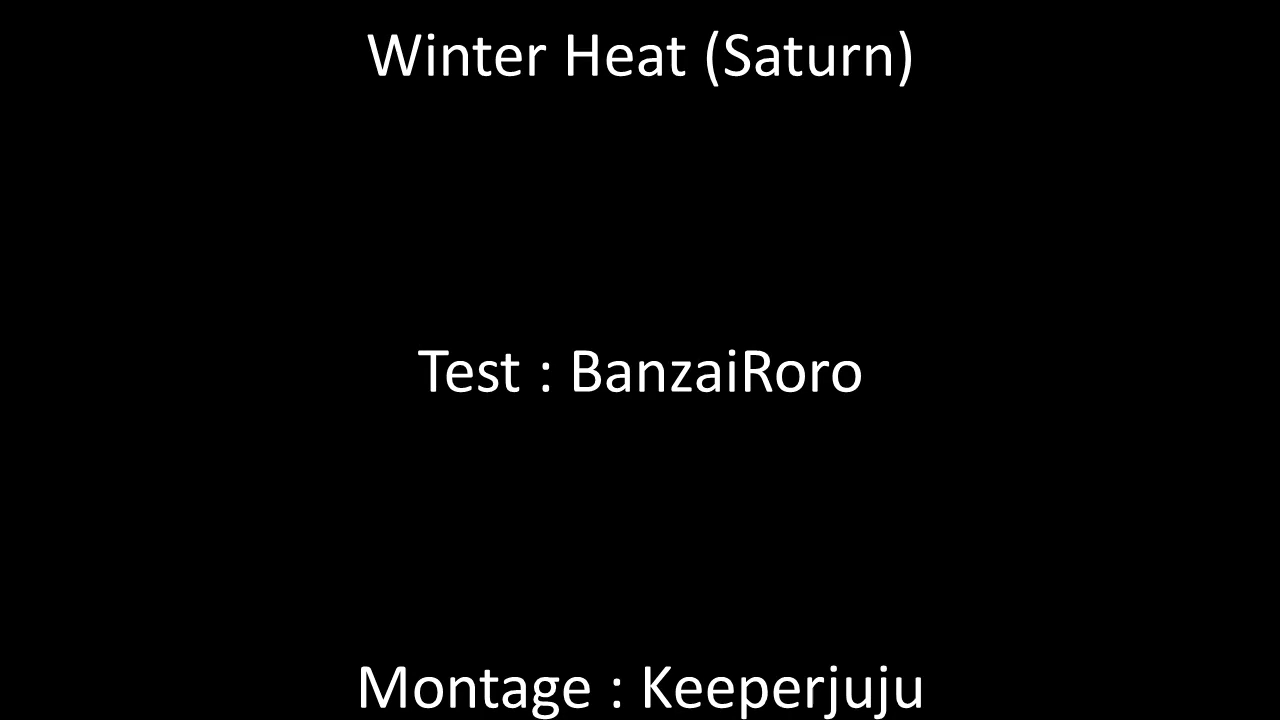 Winter Heat (Saturn)
Test : BanzaiRoro
Montage : Keeperjuju